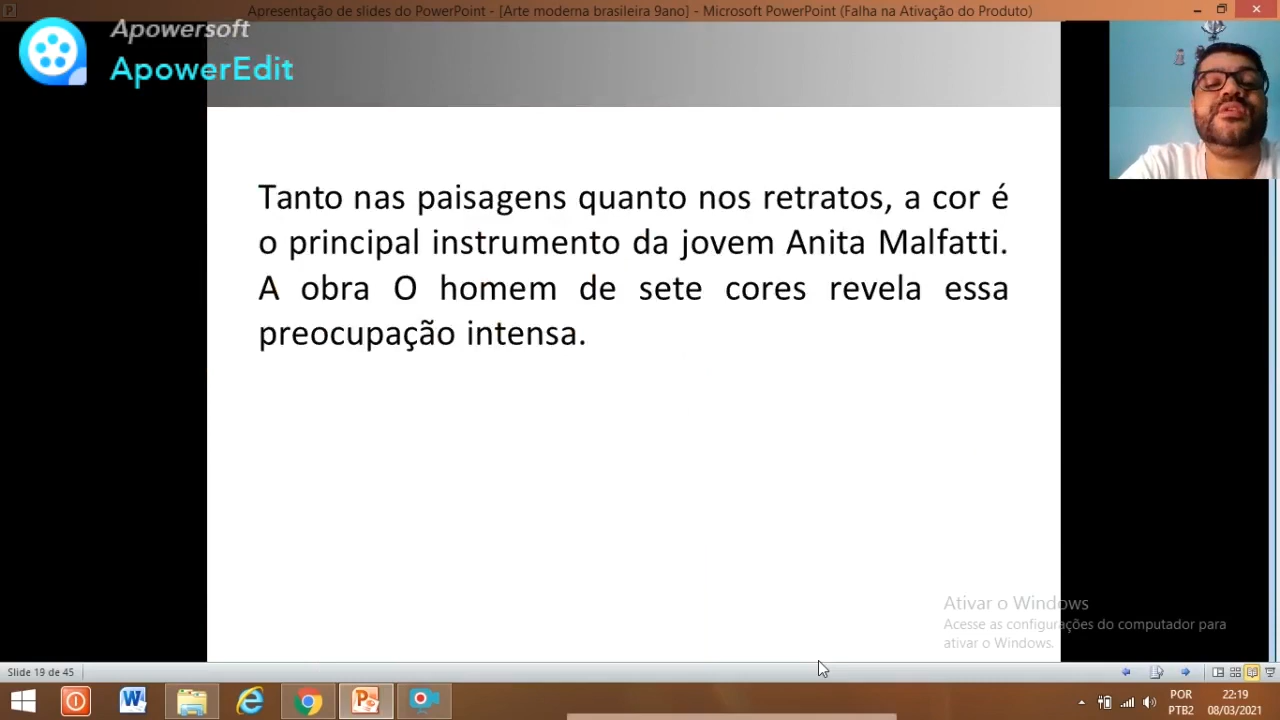 Apresentação de slides do PowerPoint - [Arte moderna brasileira 9ano] - Microsoft PowerPoint (Falha na Ativação do Produto)
Apowersoft
ApowerEdit
Tanto nas paisagens quanto nos retratos, a cor é
o principal instrumento da jovem Anita Malfatti.
A obra O homem de sete cores revela essa
preocupação intensa.
Ativar o Windows
Acesse as configurações do computador para
ativar o Windows.
Slide 19 de 45
POR
PTB2
22:19
08/03/2021